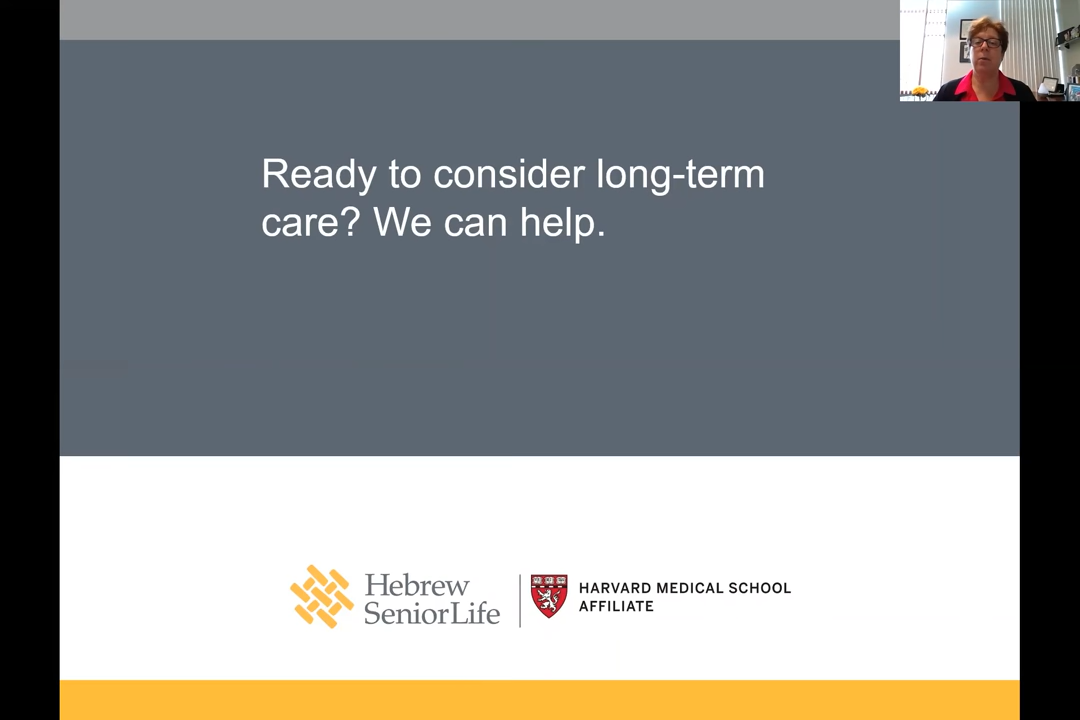 Ready to consider long-term
care? We can help.
Hebrew
SeniorLife
HARVARD MEDICAL SCHOOL
AFFILIATE